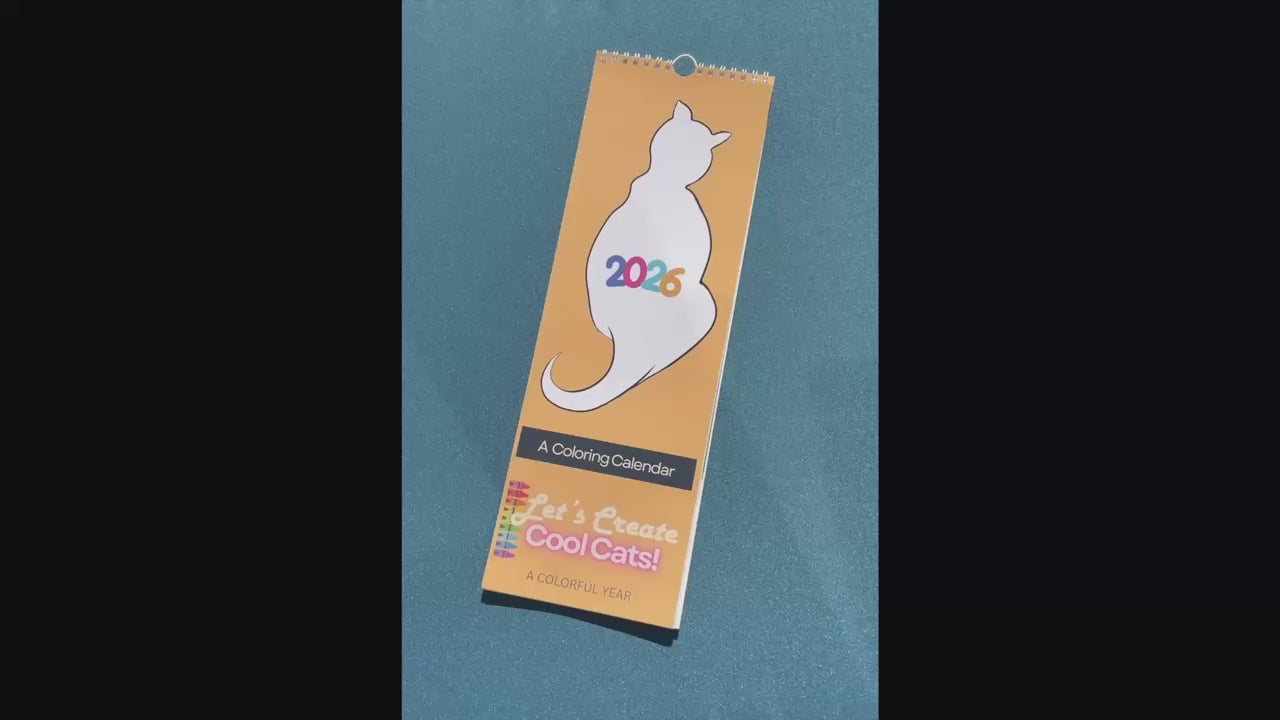 2026
A Coloring Calendar
Let's Create
Cool Cats!
A COLORFUL YEAR